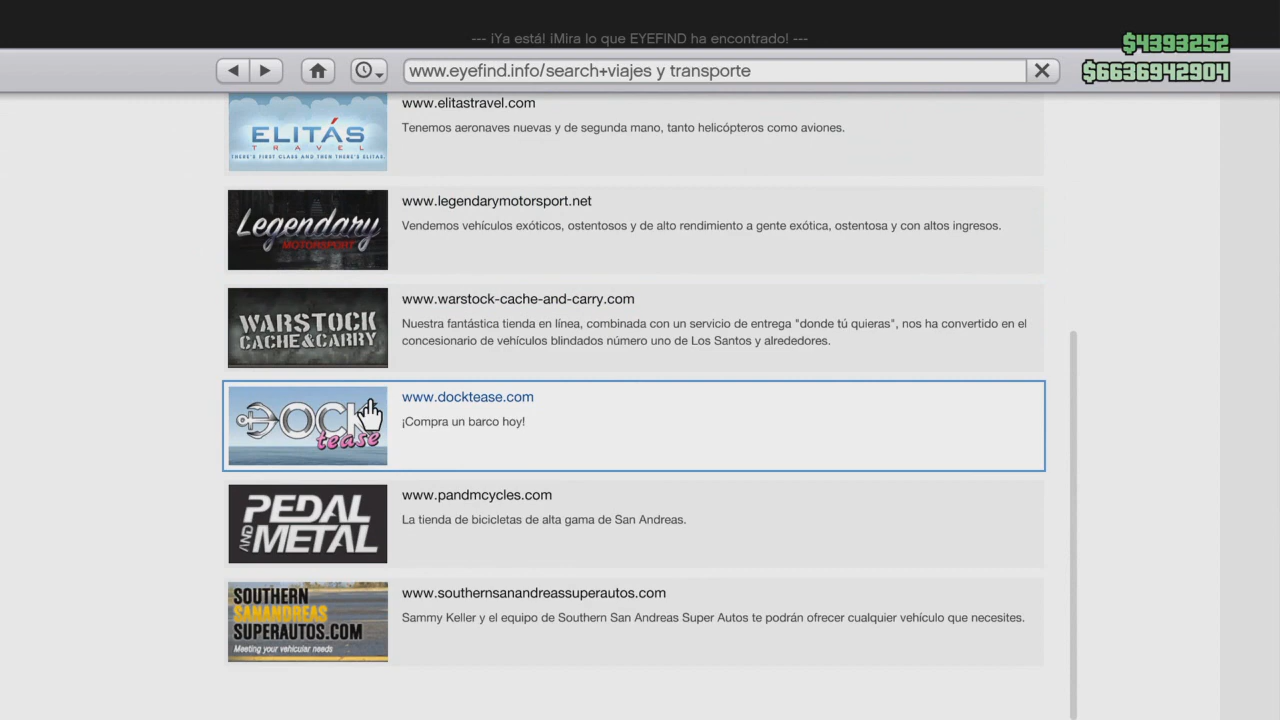 --- ¡Ya está! ¡Mira lo que EYEFIND ha encontrado! ---
$4393252
www.eyefind.info/search+viajes y transporte
$6636942904
ELITÁS
TRAVEL
THERE'S FIRST CLASS AND THEN THERE'S ELITAS.
www.elitastravel.com
Tenemos aeronaves nuevas y de segunda mano, tanto helicópteros como aviones.
Legendary
MOTORSPORT
www.legendarymotorsport.net
Vendemos vehículos exóticos, ostentosos y de alto rendimiento a gente exótica, ostentosa y con altos ingresos.
WARSTOCK
CACHE&CARRY
www.warstock-cache-and-carry.com
Nuestra fantástica tienda en línea, combinada con un servicio de entrega "donde tú quieras", nos ha convertido en el
concesionario de vehículos blindados número uno de Los Santos y alrededores.
DOCK
tease
www.docktease.com
¡Compra un barco hoy!
PEDAL
AND METAL
www.pandmcycles.com
La tienda de bicicletas de alta gama de San Andreas.
SOUTHERN
SANANDREAS
SUPERAUTOS.COM
Meeting your vehicular needs
www.southernsanandreassuperautos.com
Sammy Keller y el equipo de Southern San Andreas Super Autos te podrán ofrecer cualquier vehículo que necesites.